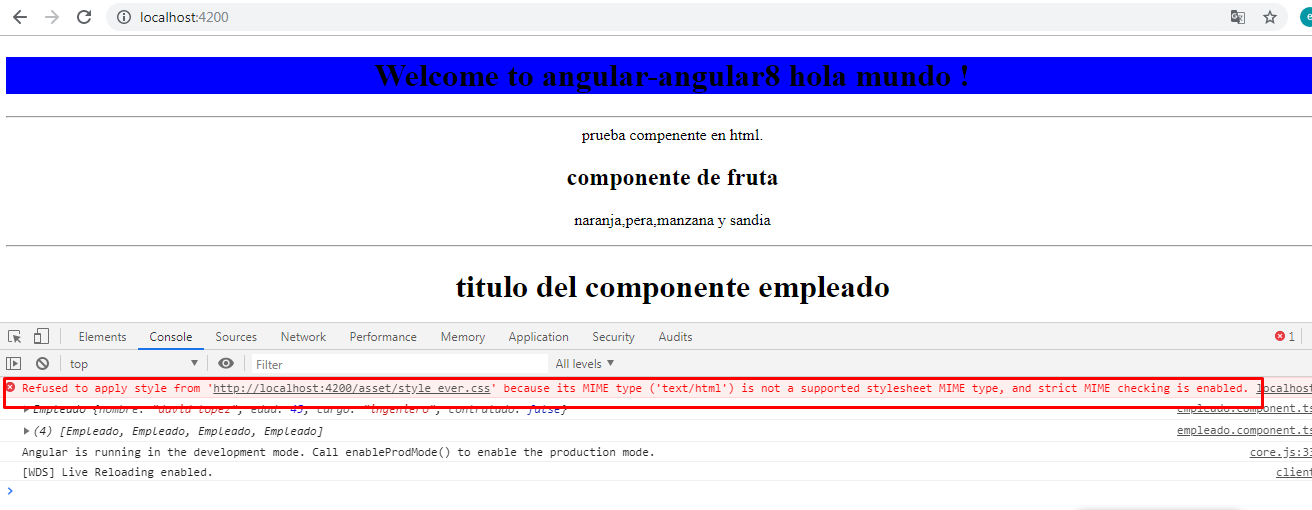 localhost:4200
e
Welcome to angular-angular8 hola mundo !
prueba compenente en html.
componente de fruta
naranja,pera,manzana y sandia
titulo del componente empleado
Elements Console Sources Network Performance Memory Application Security Audits 1
top Filter All levels
Refused to apply style from 'http://localhost:4200/asset/style_ever.css' because its MIME type ('text/html') is not a supported stylesheet MIME type, and strict MIME checking is enabled. localhost
Empleado {nombre: "david lopez", edad: 45, cargo: "ingeniero", contratado: false} empleado.component.ts
(4) [Empleado, Empleado, Empleado, Empleado] empleado.component.ts
Angular is running in the development mode. Call enableProdMode() to enable the production mode. core.js:33
[WDS] Live Reloading enabled. client